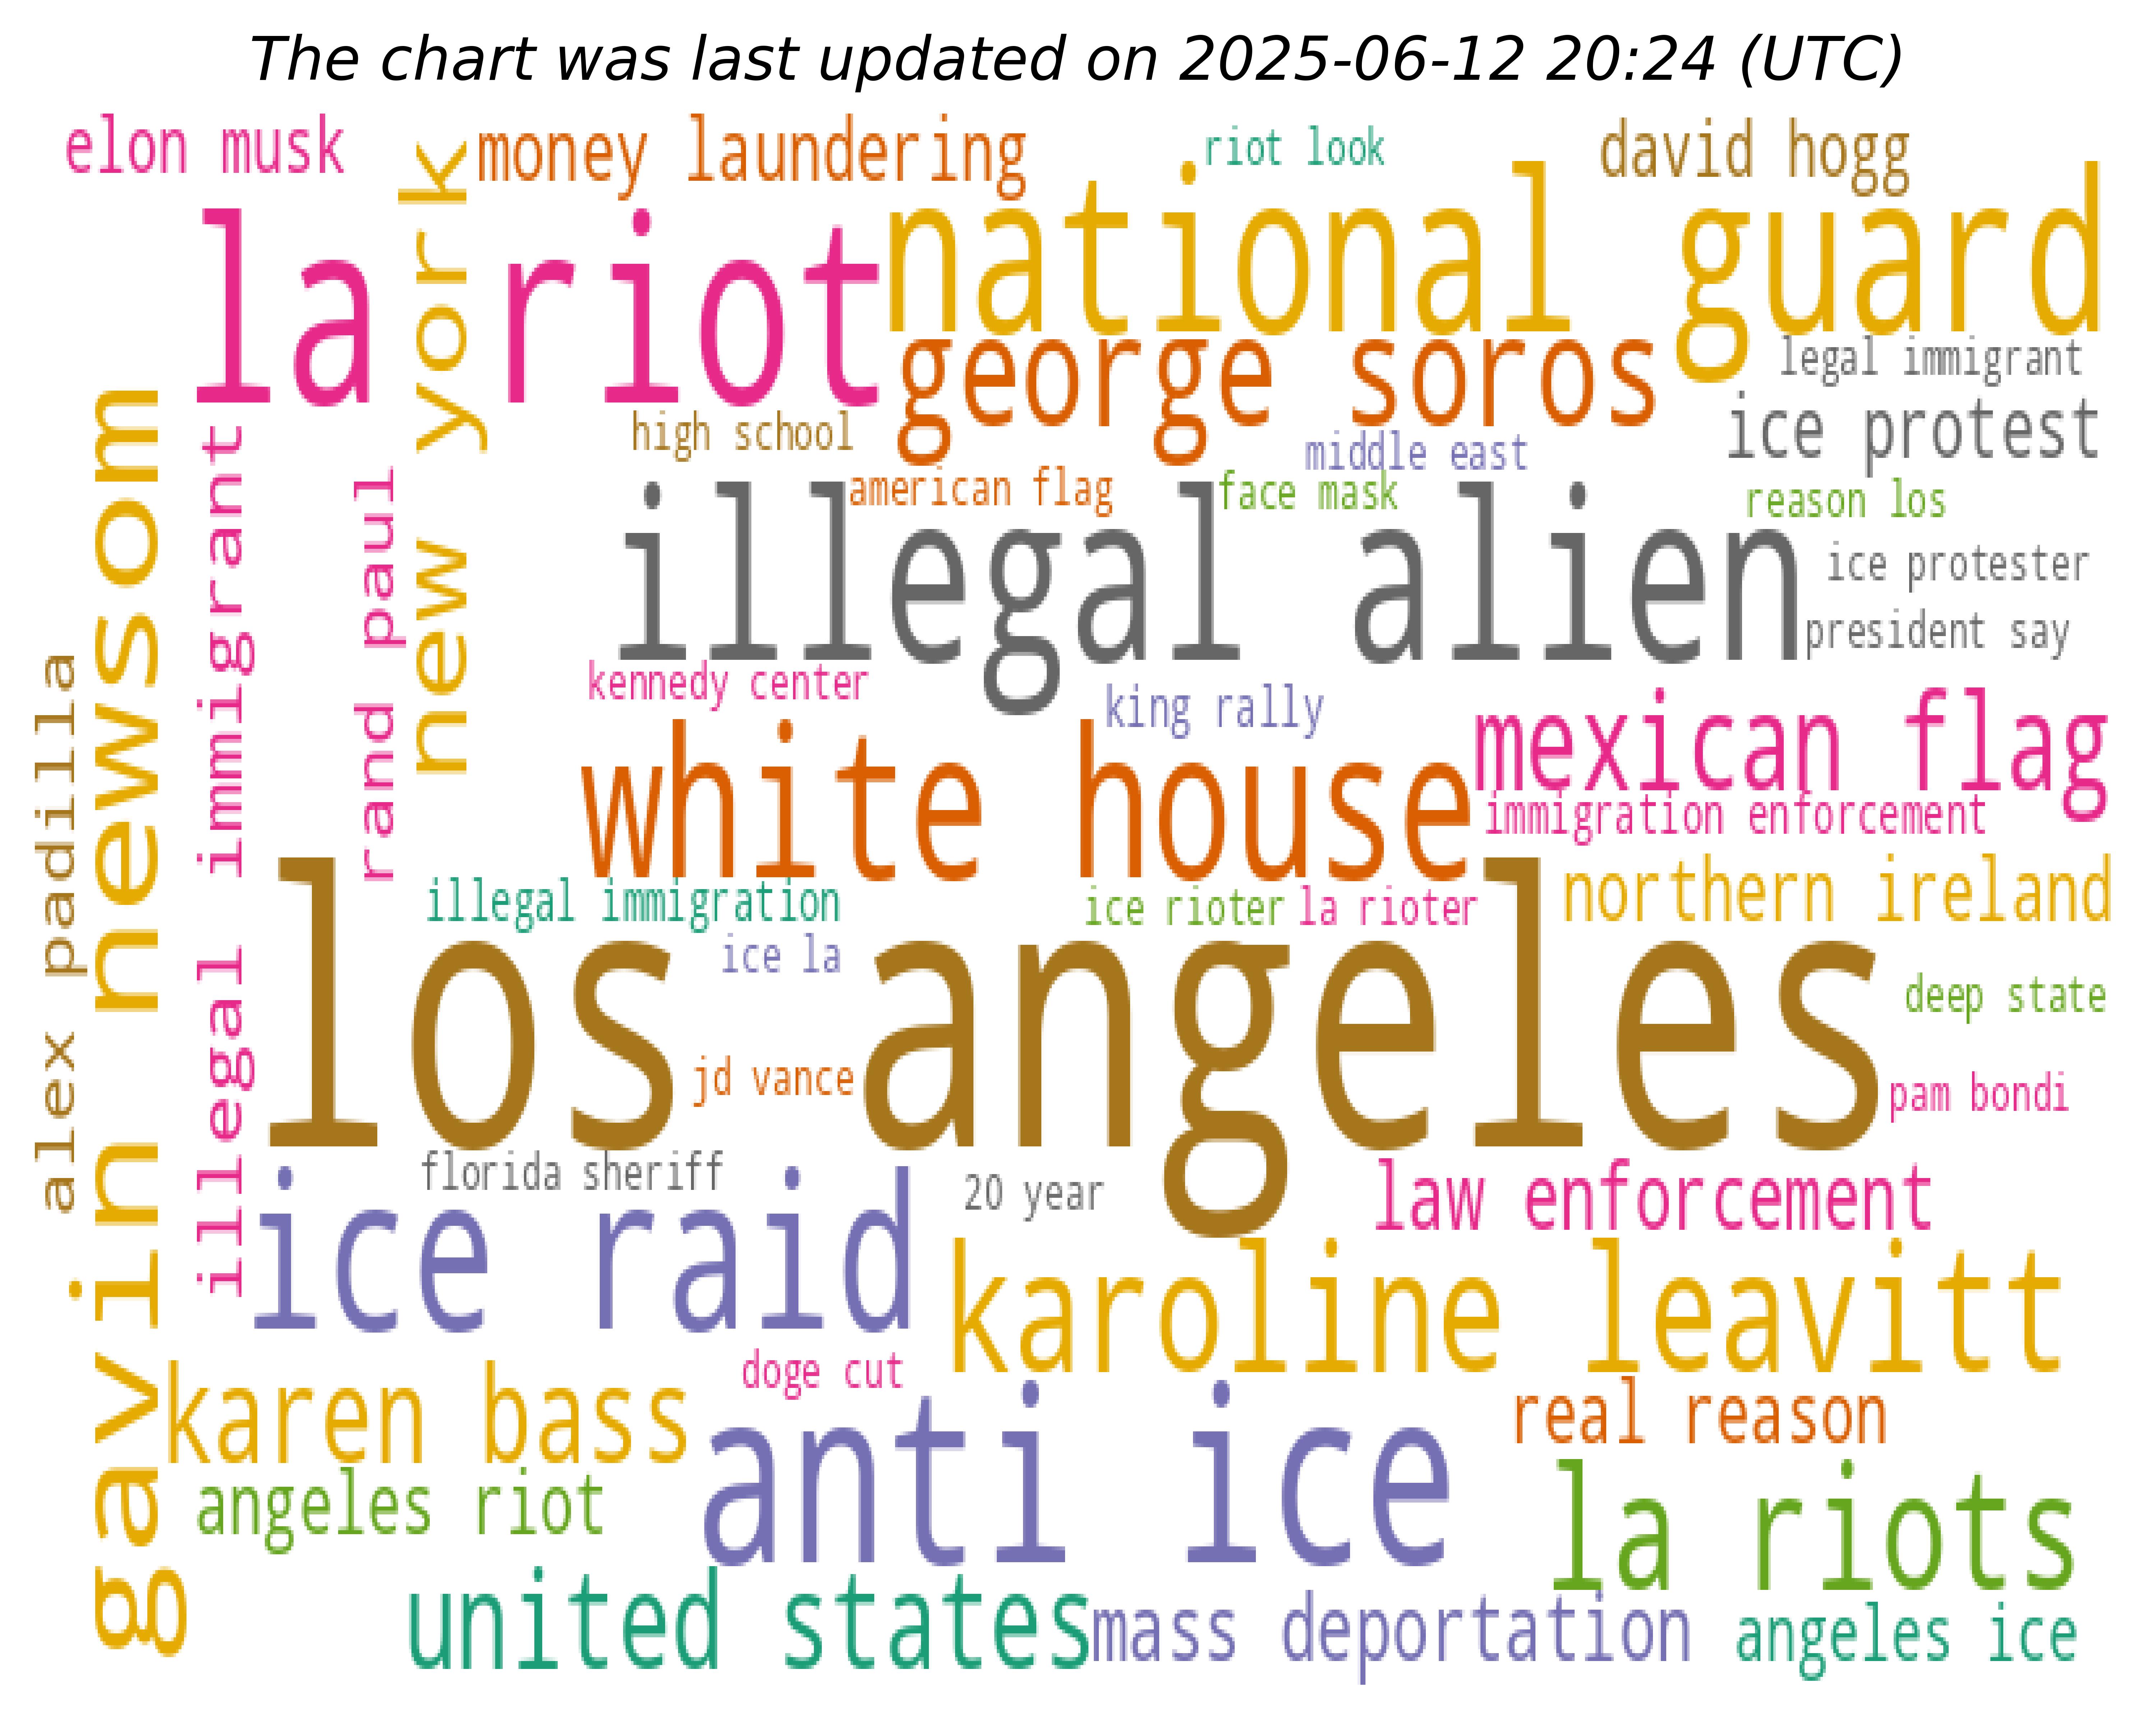 The chart was last updated on 2025-06-12 20:24 (UTC)
elon musk
money laundering
riot look
david hogg
new york
la riot
national guard
george soros
legal immigrant
ice protest
high school
middle east
american flag
face mask
reason los
illegal alien
ice protester
president say
gavin newsom
illegal immigrant
rand paul
alex padilla
kennedy center
king rally
mexican flag
white house
immigration enforcement
northern ireland
illegal immigration
ice rioter
la rioter
ice la
los angeles
deep state
jd vance
pam bondi
florida sheriff
20 year
law enforcement
ice raid
karoline leavitt
doge cut
karen bass
real reason
anti ice
angeles riot
la riots
united states
mass deportation
angeles ice